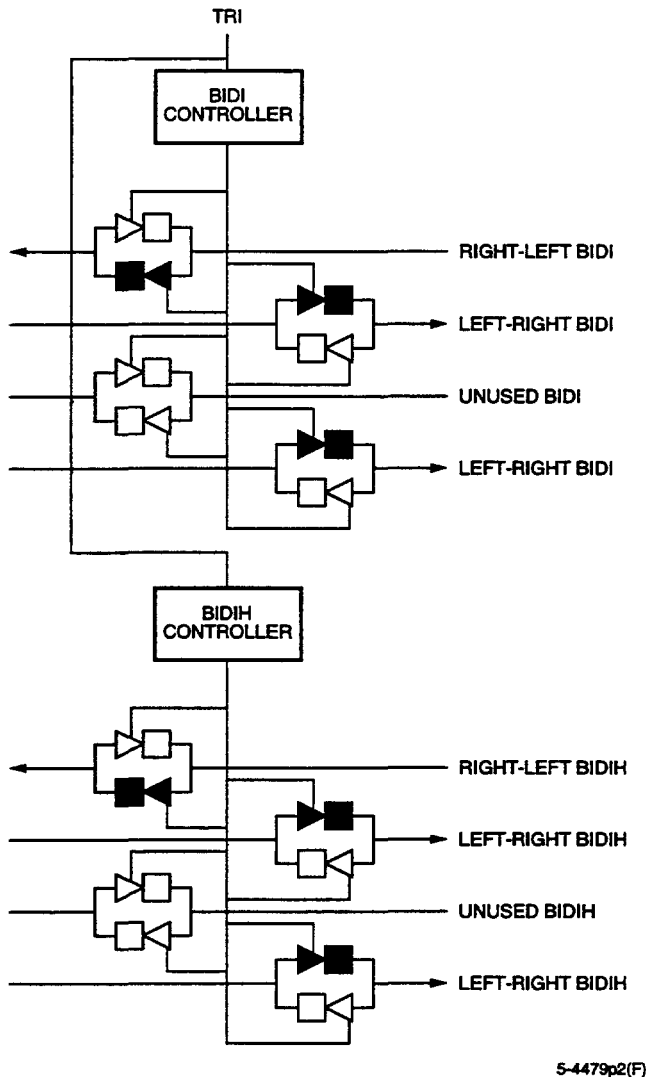 TRI
BIDI
CONTROLLER
RIGHT-LEFT BIDI
LEFT-RIGHT BIDI
UNUSED BIDI
LEFT-RIGHT BIDI
BIDIH
CONTROLLER
RIGHT-LEFT BIDIH
LEFT-RIGHT BIDIH
UNUSED BIDIH
LEFT-RIGHT BIDIH
5-4479p2(F)